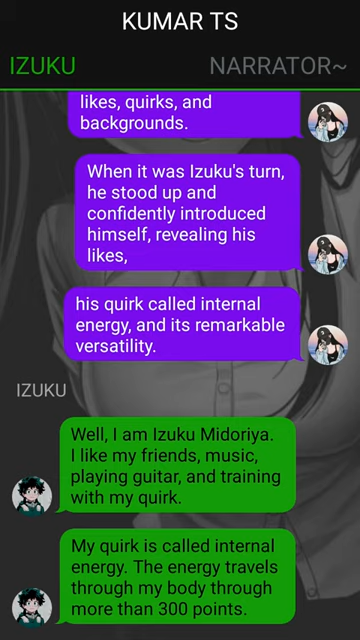 KUMAR TS
IZUKU
NARRATOR~
likes, quirks, and
backgrounds.
When it was Izuku's turn,
he stood up and
confidently introduced
himself, revealing his
likes,
his quirk called internal
energy, and its remarkable
versatility.
IZUKU
Well, I am Izuku Midoriya.
I like my friends, music,
playing guitar, and training
with my quirk.
My quirk is called internal
energy. The energy travels
through my body through
more than 300 points.